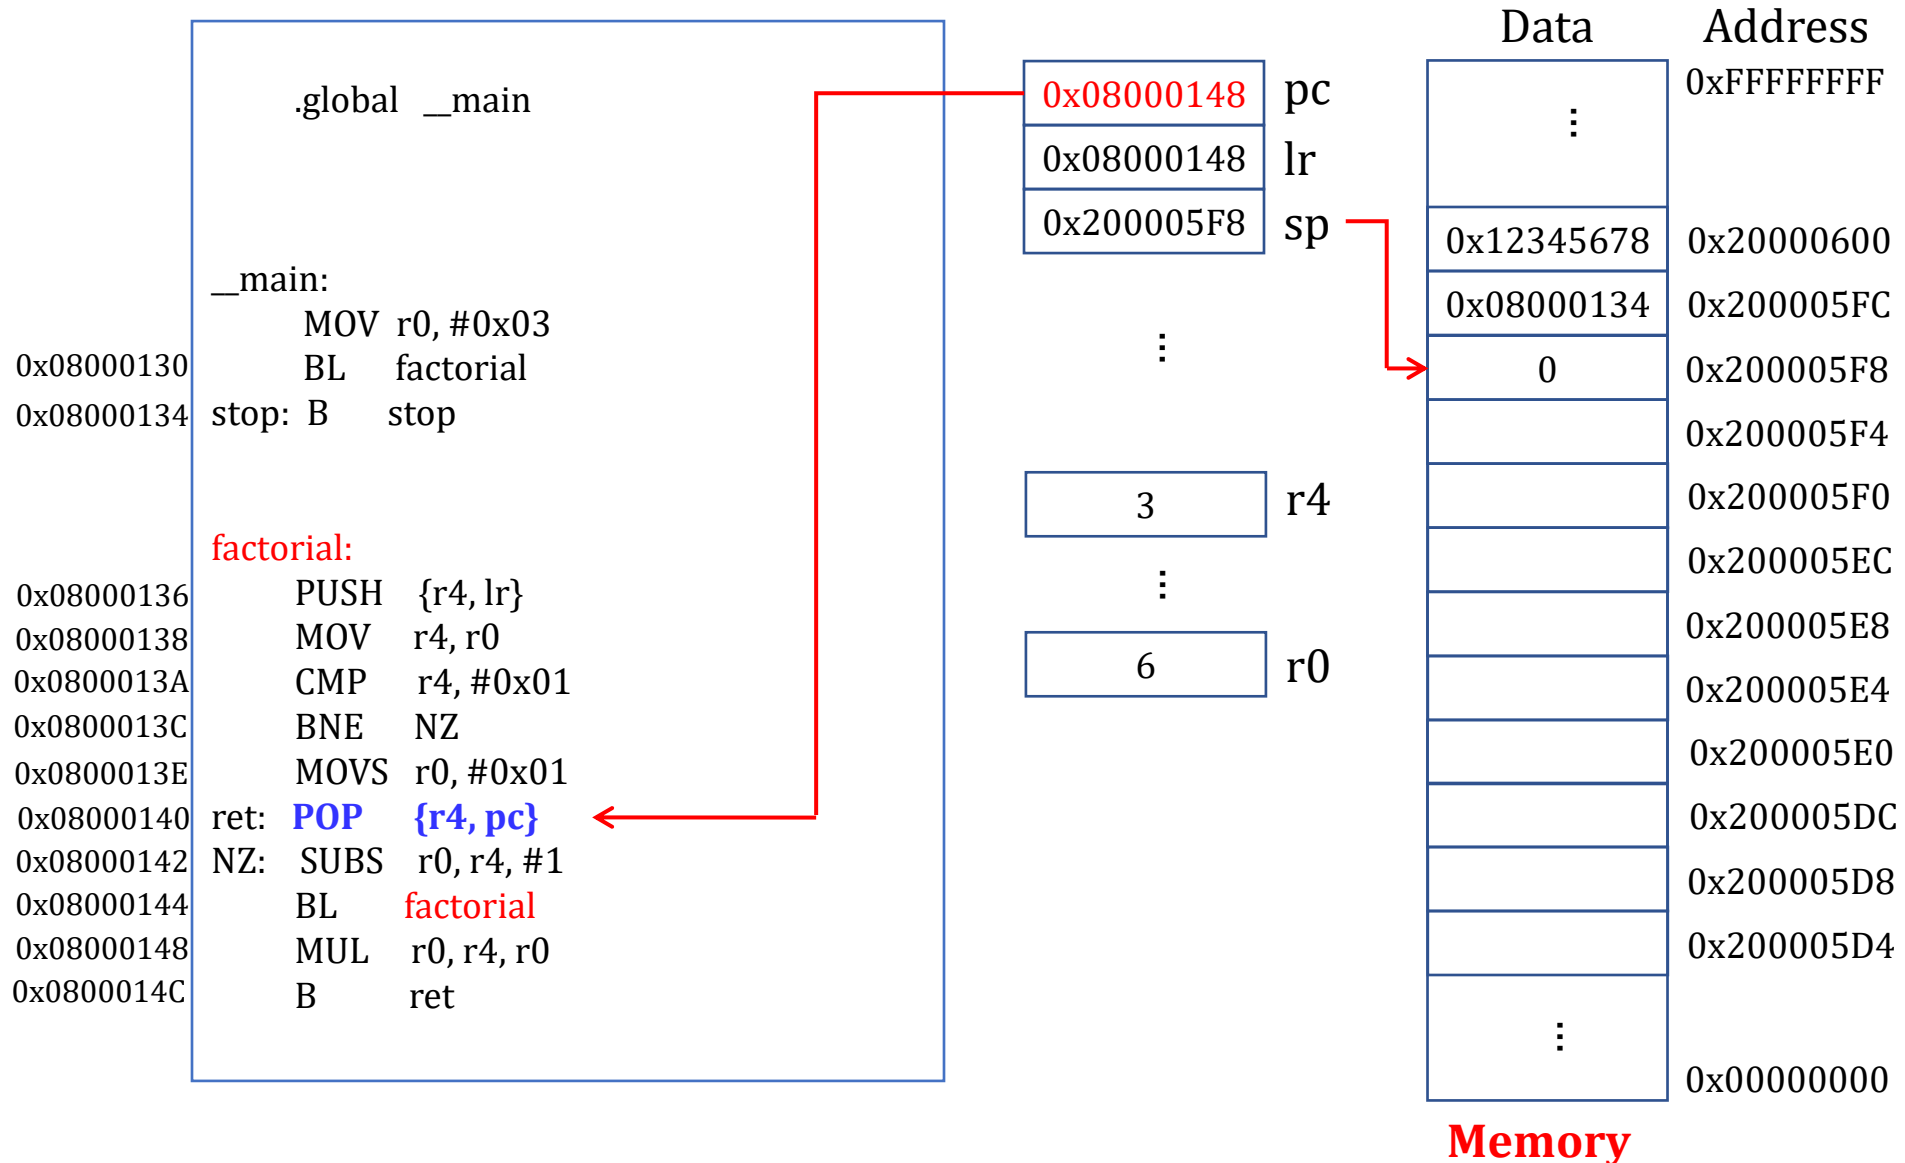 .global __main
__main:
MOV r0, #0x03
0x08000130 BL factorial
0x08000134 stop: B stop
factorial:
0x08000136 PUSH {r4, lr}
0x08000138 MOV r4, r0
0x0800013A CMP r4, #0x01
0x0800013C BNE NZ
0x0800013E MOVS r0, #0x01
0x08000140 ret: POP {r4, pc}
0x08000142 NZ: SUBS r0, r4, #1
0x08000144 BL factorial
0x08000148 MUL r0, r4, r0
0x0800014C B ret
0x08000148 pc
0x08000148 lr
0x200005F8 sp
⋮
3 r4
⋮
6 r0
Data Address
0xFFFFFFFF
⋮
0x12345678 0x20000600
0x08000134 0x200005FC
0 0x200005F8
0x200005F4
0x200005F0
0x200005EC
0x200005E8
0x200005E4
0x200005E0
0x200005DC
0x200005D8
0x200005D4
⋮
0x00000000
Memory